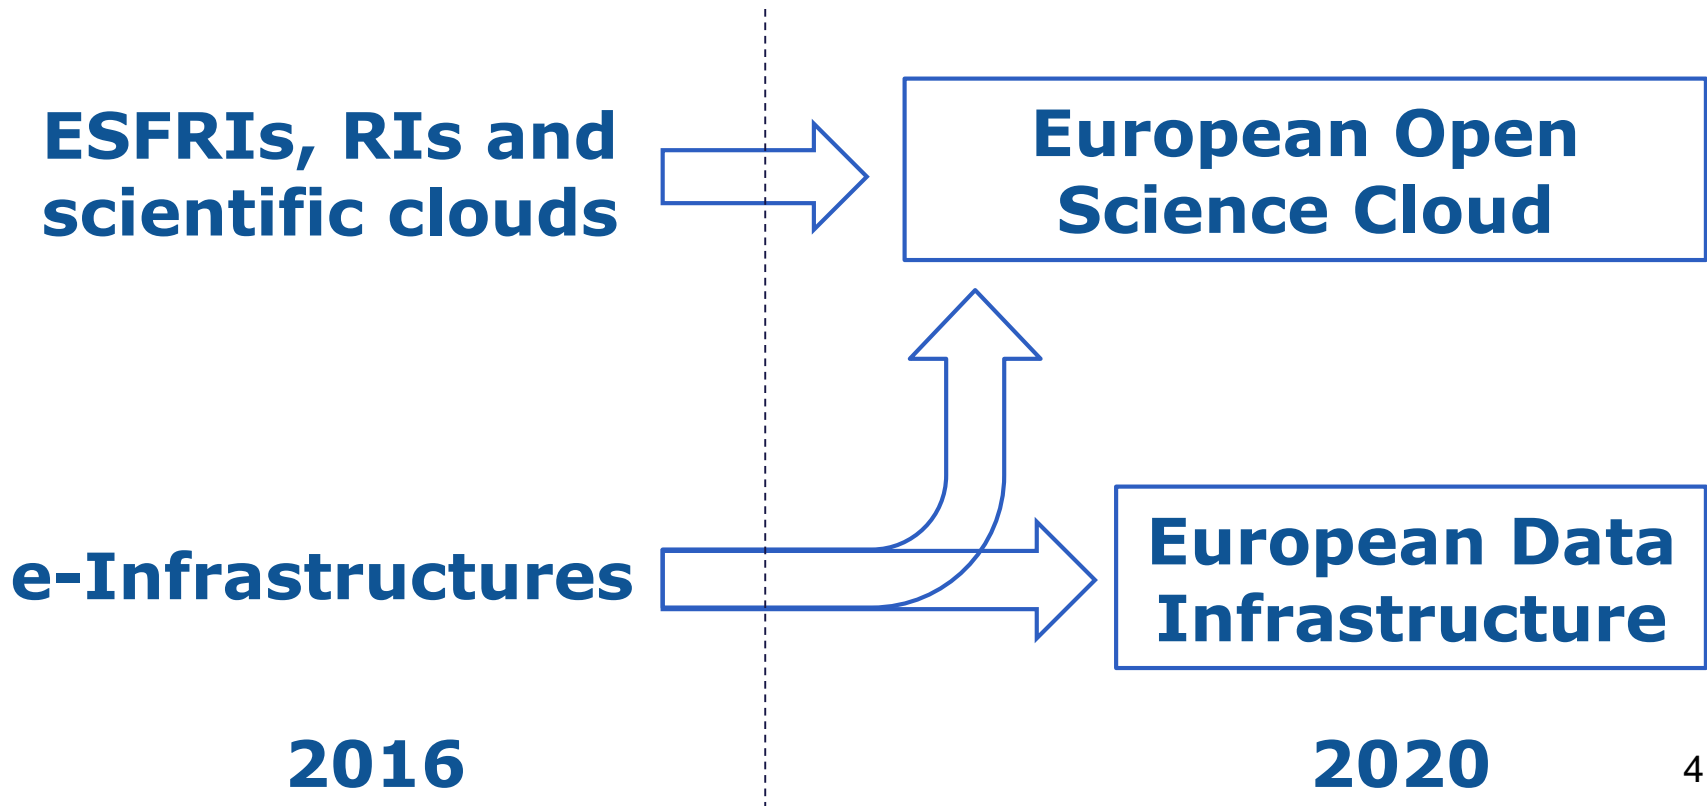 ESFRIs, RIs and
scientific clouds
European Open
Science Cloud
e-Infrastructures
European Data
Infrastructure
2016
2020
4